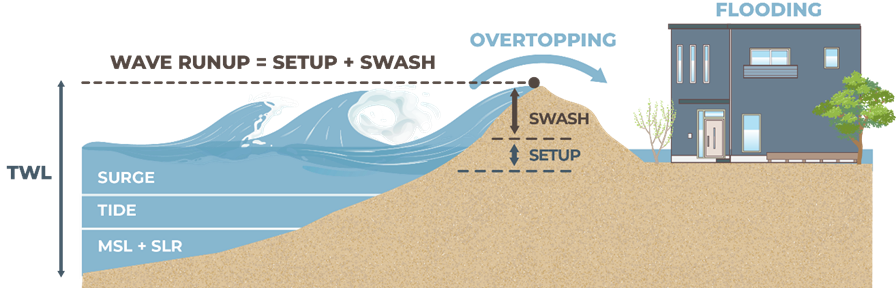 FLOODING
OVERTOPPING
WAVE RUNUP = SETUP + SWASH
SWASH
SETUP
TWL
SURGE
TIDE
MSL + SLR